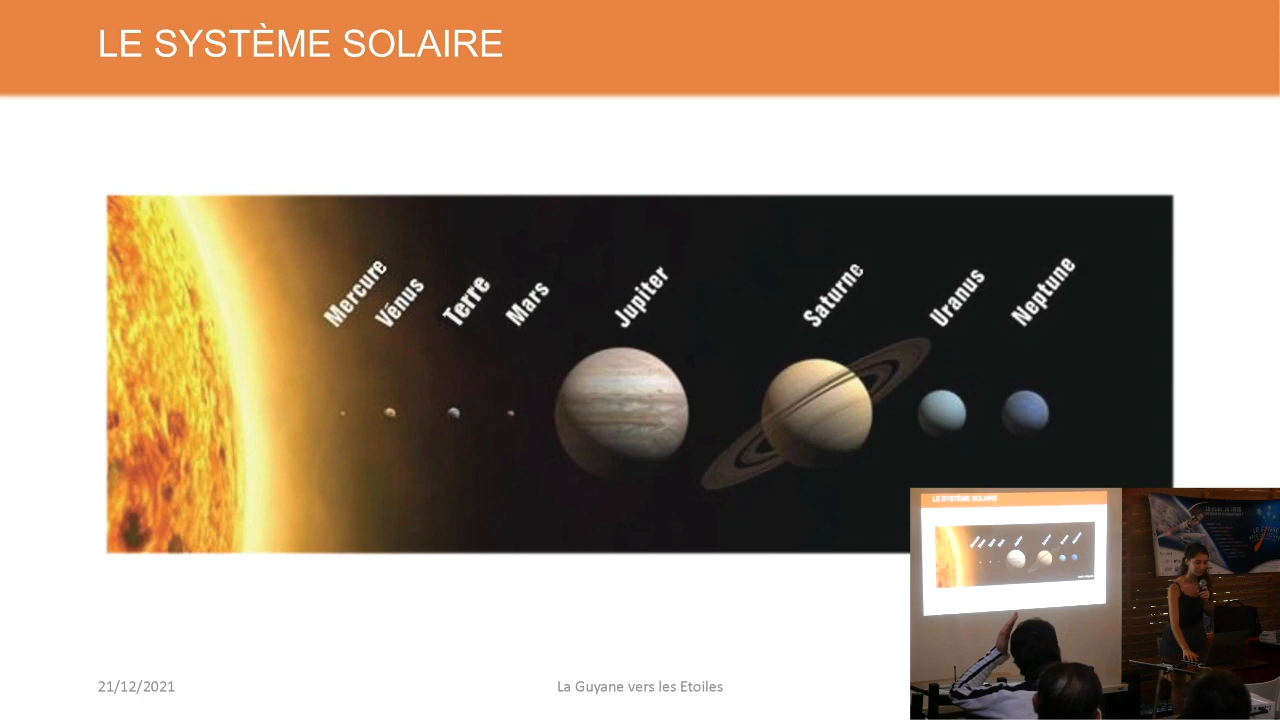 LE SYSTÈME SOLAIRE
Mercure
Vénus
Terre
Mars
Jupiter
Saturne
Uranus
Neptune
LE SYSTÈME SOLAIRE
21/12/2021
La Guyane vers les Etoiles